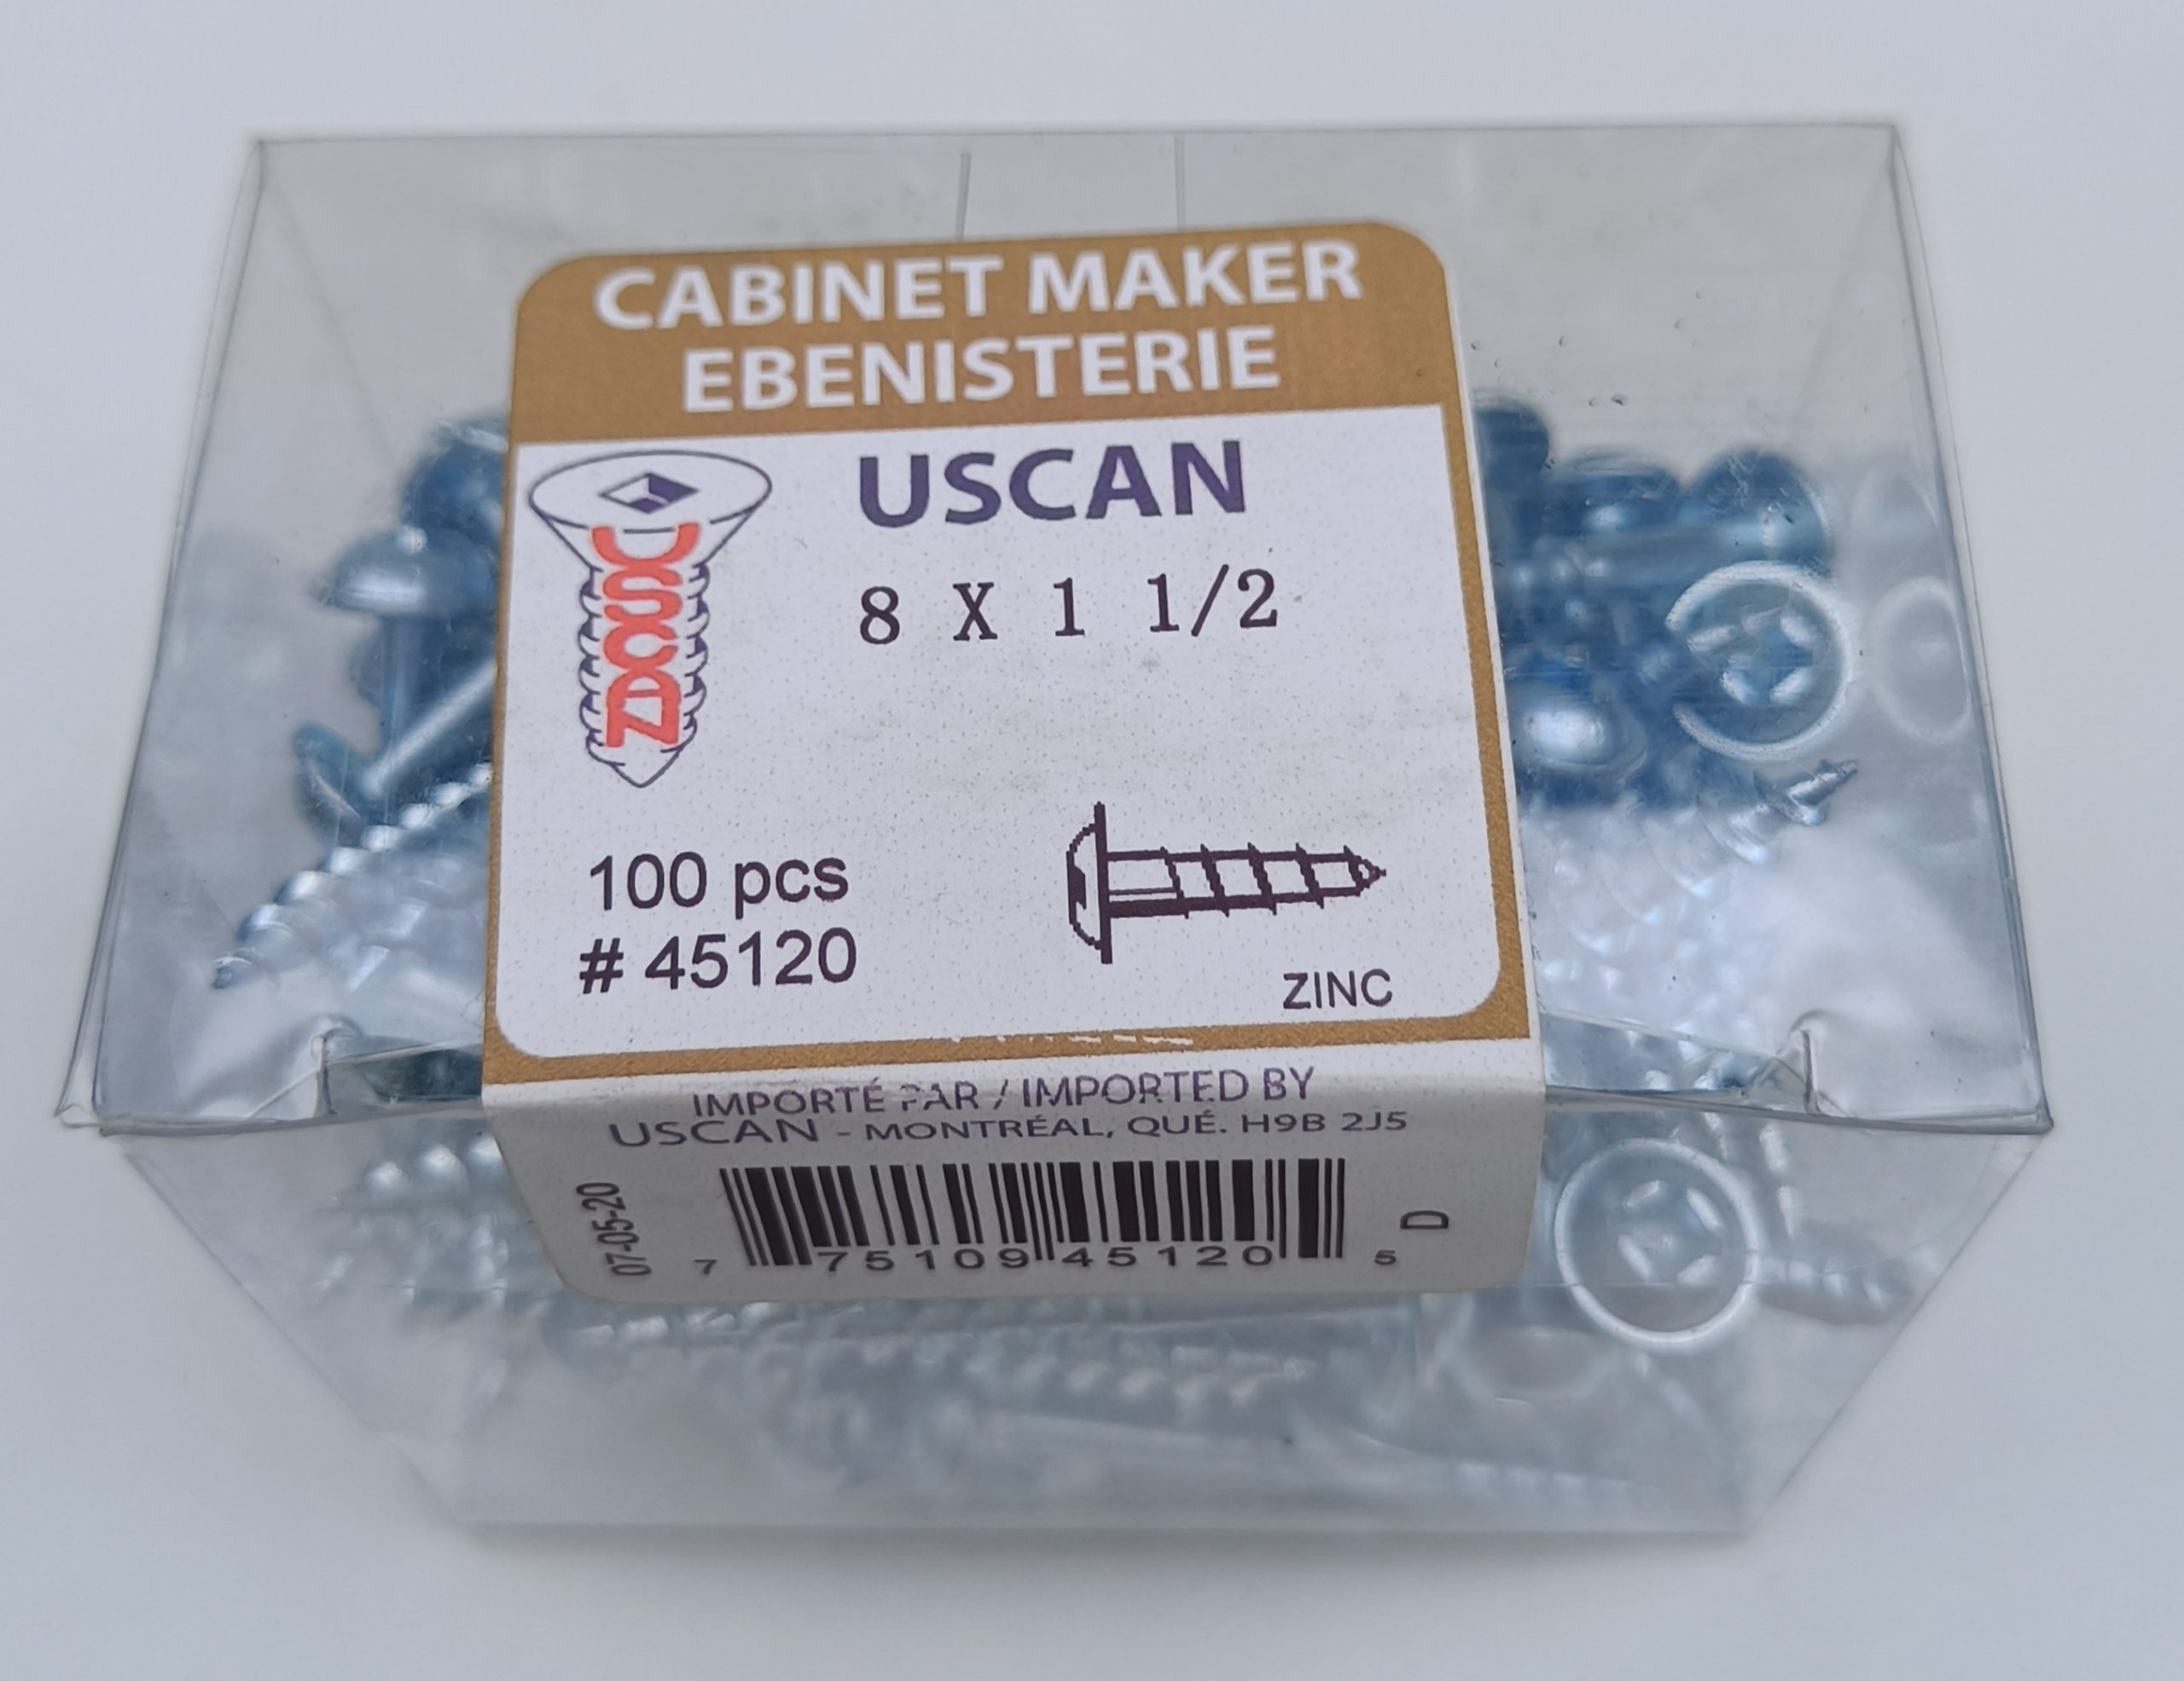 CABINET MAKER
EBENISTERIE
USCAN
USCAN
8 X 1 1/2
100 pcs
# 45120
ZINC
IMPORTÉ PAR / IMPORTED BY
USCAN - MONTRÉAL, QUÉ. H9B 2J5
07-05-20
7 75109 45120 5
D